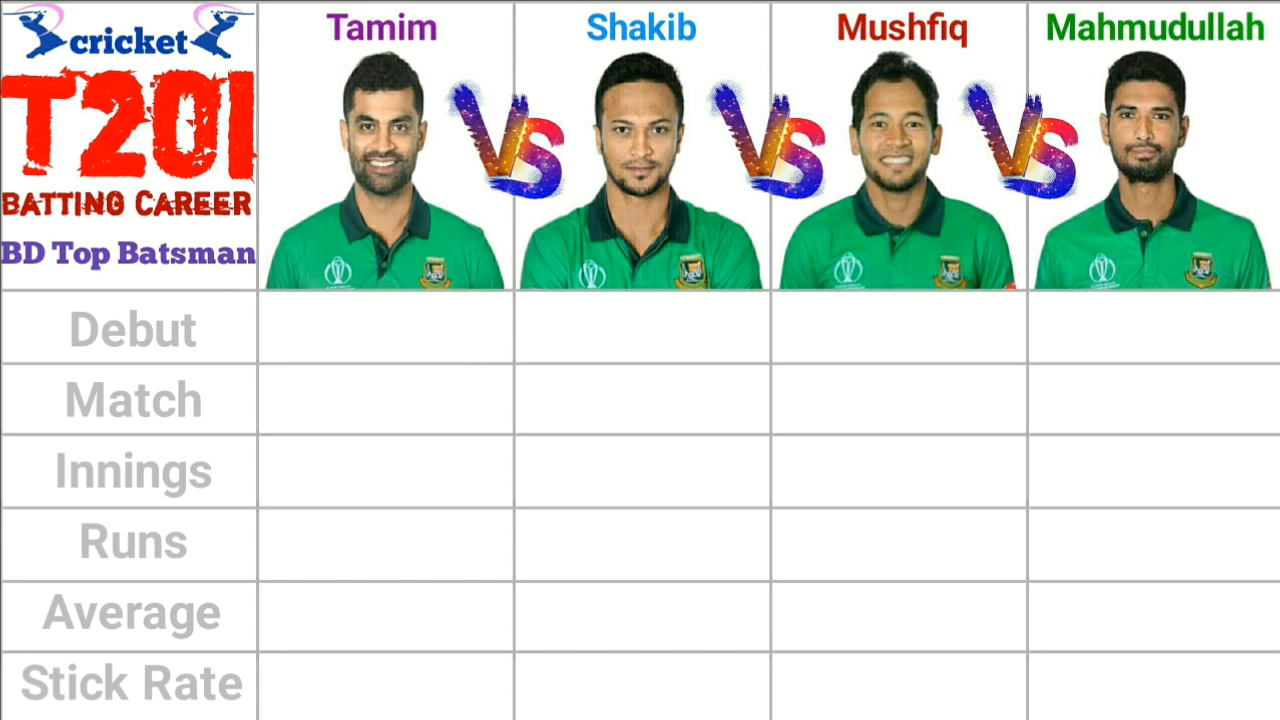 cricket
T20I
BATTING CAREER
BD Top Batsman
Tamim
VS
Shakib
VS
Mushfiq
VS
Mahmudullah
Debut
Match
Innings
Runs
Average
Stick Rate